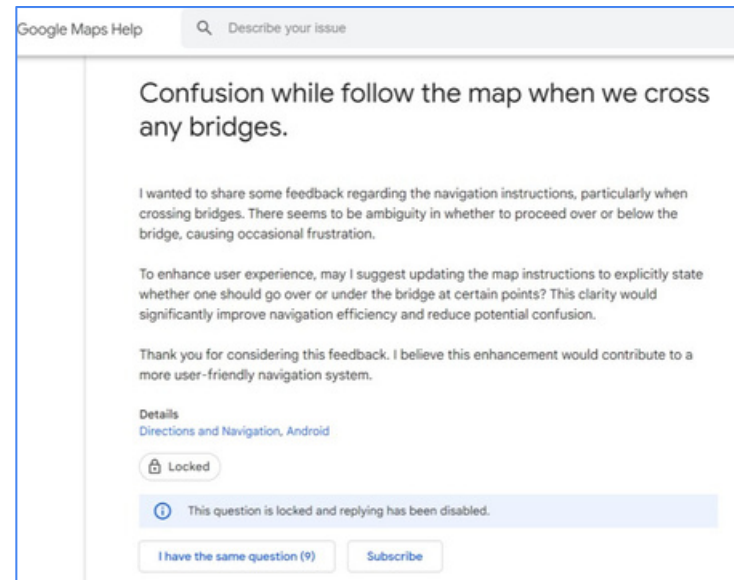 Google Maps Help
Describe your issue
Confusion while follow the map when we cross
any bridges.
I wanted to share some feedback regarding the navigation instructions, particularly when
crossing bridges. There seems to be ambiguity in whether to proceed over or below the
bridge, causing occasional frustration.
To enhance user experience, may I suggest updating the map instructions to explicitly state
whether one should go over or under the bridge at certain points? This clarity would
significantly improve navigation efficiency and reduce potential confusion.
Thank you for considering this feedback. I believe this enhancement would contribute to a
more user-friendly navigation system.
Details
Directions and Navigation, Android
Locked
This question is locked and replying has been disabled.
I have the same question (9)
Subscribe